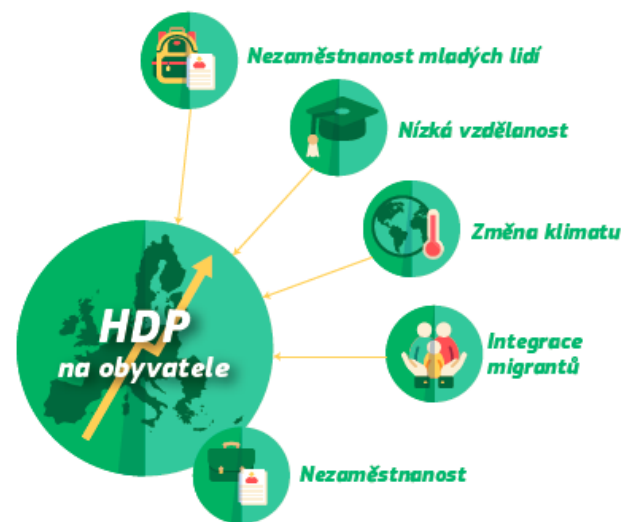 Nezaměstnanost mladých lidí
Nízká vzdělanost
Změna klimatu
HDP
na obyvatele
Integrace
migrantů
Nezaměstnanost